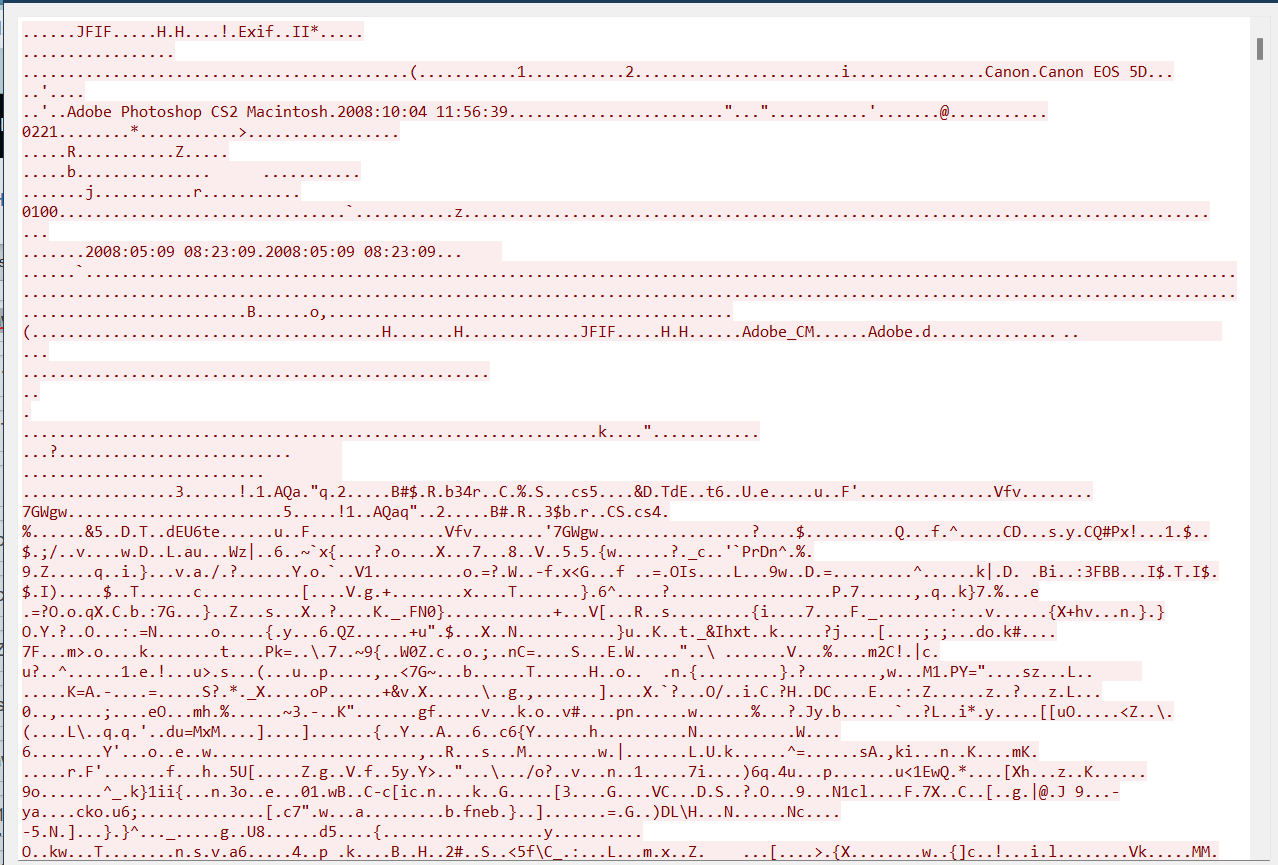 ......JFIF.....H.H....!.Exif..II*.....
.................
...........................................(...........1...........2.......................i...............Canon.Canon EOS 5D...
..'....
..'..Adobe Photoshop CS2 Macintosh.2008:10:04 11:56:39........................"..."...........'.......@...........
0221........*...........>.................
.....R...........Z.....
.....b...............      ...........
.......j...........r...........
0100................................`...........z...................................................................................
...
.......2008:05:09 08:23:09.2008:05:09 08:23:09...
......`................................................................................................................................
.......................................................................................................................................
.........................B......o,.............................................
(.......................................H.......H.............JFIF.....H.H......Adobe_CM......Adobe.d.............. ..
...
....................................................
..
.
................................................................k...."............
...?..........................
...........................
.................3......!.1.AQa."q.2.....B#$.R.b34r..C.%.S...cs5....&D.TdE..t6..U.e.....u..F'...............Vfv........
7GWgw........................5.....!1..AQaq"..2.....B#.R..3$b.r..CS.cs4.
%......&5..D.T..dEU6te......u..F...............Vfv........'7GWgw.................?....$..........Q...f.^.....CD...s.y.CQ#Px!...1.$..
$.;/..v....w.D..L.au...Wz|..6..~`x{....?.o....X...7...8..V..5.5.{w......?._c..'`PrDn^.%.
9.Z.....q..i.}...v.a./.?......Y.o.`..V1..........o.=?.W..-f.x<G...f ..=.OIs....L...9w..D.=.........^......k|.D. .Bi..:3FBB...I$.T.I$.
$.I).....$..T......c...........[....V.g.+........x....T.......}.6^.....?..................P.7......,.q..k}7.%...e
.=?O.o.qX.C.b.:7G...}..Z...s...X..?....K._.FN0}............+...V[...R..s.........{i....7....F._........:...v......{X+hv...n.}.}
O.Y.?..O...:.=N......o.....{.y...6.QZ......+u".$...X..N...........}u..K..t._&Ihxt..k.....?j....[....;.;...do.k#....
7F...m>.o....k........t....Pk=..\.7..~9{..W0Z.c..o.;..nC=....S...E.W....."..\ .......V...%....m2C!.|c.
u?..^......1.e.!...u>.s...(...u..p.....,..<7G~...b......T......H..o..  .n.{.........}.?........,w...M1.PY="....sz...L..
.....K=A.-....=.....S?.*._X.....oP......+&v.X......\..g.,.......]....X.`?...O/..i.C.?H..DC....E...:.Z......z..?...z.L...
0..,.....;....eO...mh.%......~3.-..K".......gf.....v...k.o..v#....pn......w......%...?.Jy.b......`..?L..i*.y.....[[uO.....<Z..\.
(....L\..q.q.'..du=MxM....]....].......{..Y...A...6..c6{Y......h..........N...........W....
6........Y'...o..e..w.......................,.R...s...M........w.|.......L.U.k......^=......sA.,ki...n..K....mK.
.....r.F'.......f...h..5U[.....Z.g..V.f..5y.Y>.."...\.../o?..v...n..1.....7i....)6q.4u...p......u<1EwQ.*....[Xh...z..K......
9o.......^_.k}1ii{...n.3o..e...01.wB..C-c[ic.n....k..G.....[3....G....VC...D.S..?.O...9...N1cl....F.7X..C..[..g.|@.J 9...-
ya....cko.u6;..............[.c7".w...a.........b.fneb.}..].......=.G..)DL\H...N......Nc....
-5.N.]...}.}^..._.....g..U8......d5....{..................y..........
O..kw...T........n.s.v.a6.....4..p .k....B..H..2#..S..<5f\C_.:...L...m.x..Z.    ...[....>.{X........w..{]c..!...i.l........Vk.....MM.